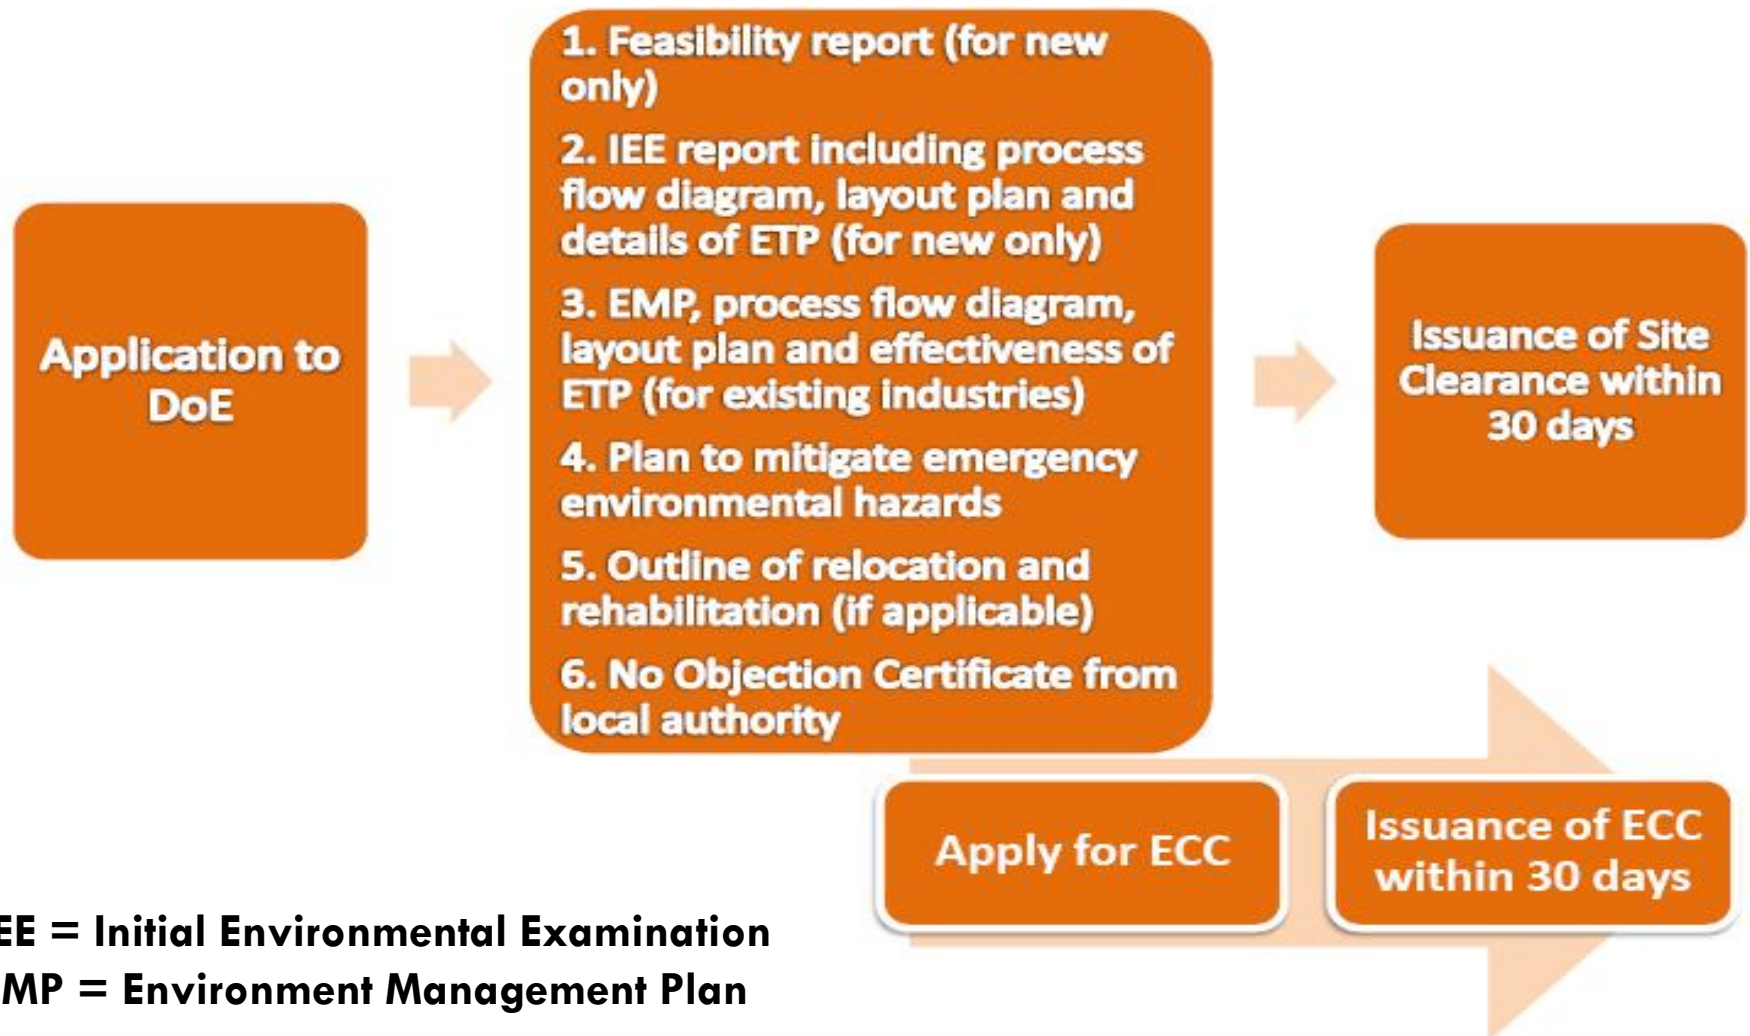 Application to
DoE
1. Feasibility report (for new
only)
2. IEE report including process
flow diagram, layout plan and
details of ETP (for new only)
3. EMP, process flow diagram,
layout plan and effectiveness of
ETP (for existing industries)
4. Plan to mitigate emergency
environmental hazards
5. Outline of relocation and
rehabilitation (if applicable)
6. No Objection Certificate from
local authority
Issuance of Site
Clearance within
30 days
Apply for ECC
Issuance of ECC
within 30 days
EE = Initial Environmental Examination
MP = Environment Management Plan